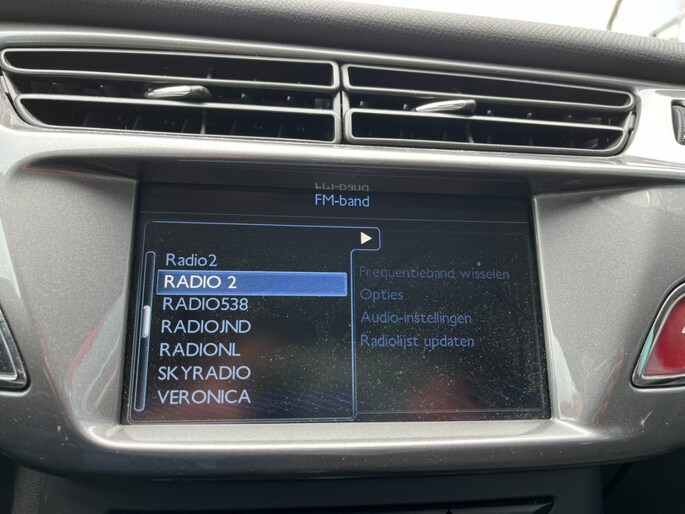 FM-band
Radio2
RADIO 2
RADIO538
RADIOJND
RADIONL
SKYRADIO
VERONICA
Frequentieband wisselen
Opties
Audio-instellingen
Radiolijst updaten